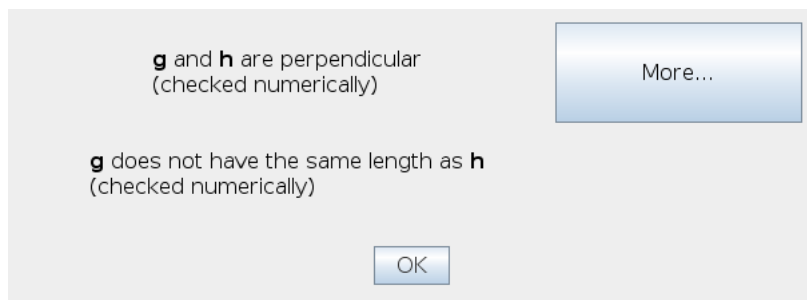 g and h are perpendicular
(checked numerically)
More...
g does not have the same length as h
(checked numerically)
OK